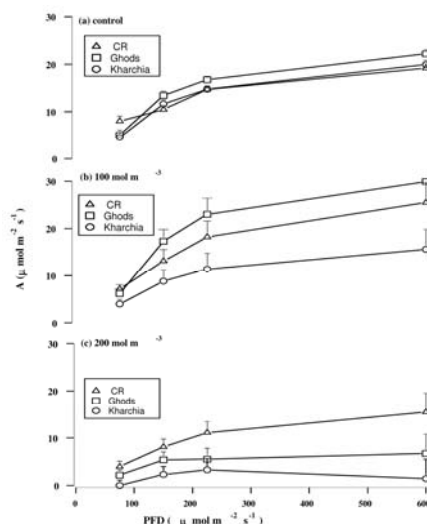 30
(a) control
CR
Ghods
Kharchia
20
10
0
(b) 100 mol m -3
30
CR
Ghods
Kharchia
20
10
0
A (μ mol m -2 s -1)
(c) 200 mol m -3
30
CR
Ghods
Kharchia
20
10
0
0 100 200 300 400 500 600
PFD ( μ mol m -2 s -1)